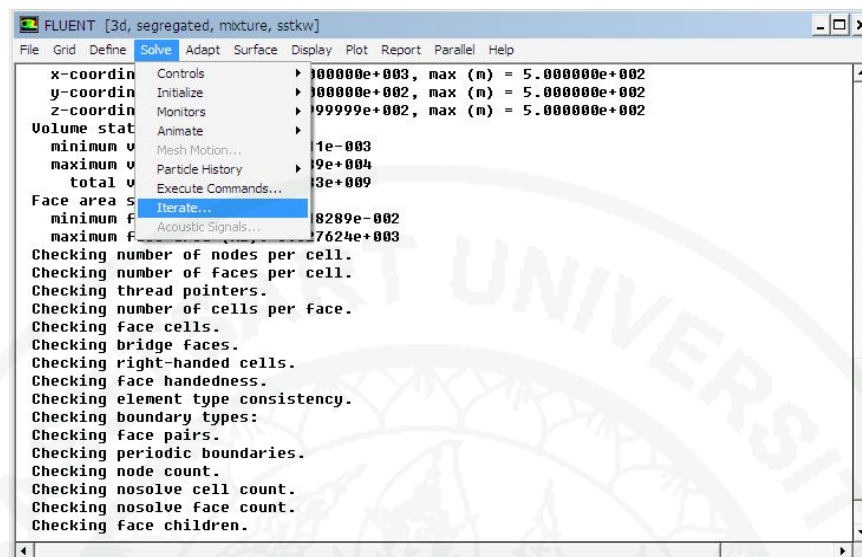 FLUENT [3d, segregated, mixture, sstkw]
File Grid Define Solve Adapt Surface Display Plot Report Parallel Help
x-coordin 000000e+003, max (m) = 5.000000e+002
y-coordin 000000e+002, max (m) = 5.000000e+002
z-coordin 99999e+002, max (m) = 5.000000e+002
Volume stat
minimum v 1e-003
maximum v 9e+004
total v 3e+009
Face area s
minimum f 8289e-002
maximum f 27624e+003
Controls
Initialize
Monitors
Animate
Mesh Motion...
Particle History
Execute Commands...
Iterate...
Acoustic Signals...
Checking number of nodes per cell.
Checking number of faces per cell.
Checking thread pointers.
Checking number of cells per face.
Checking face cells.
Checking bridge faces.
Checking right-handed cells.
Checking face handedness.
Checking element type consistency.
Checking boundary types:
Checking face pairs.
Checking periodic boundaries.
Checking node count.
Checking nosolve cell count.
Checking nosolve face count.
Checking face children.
SART UNIVERS